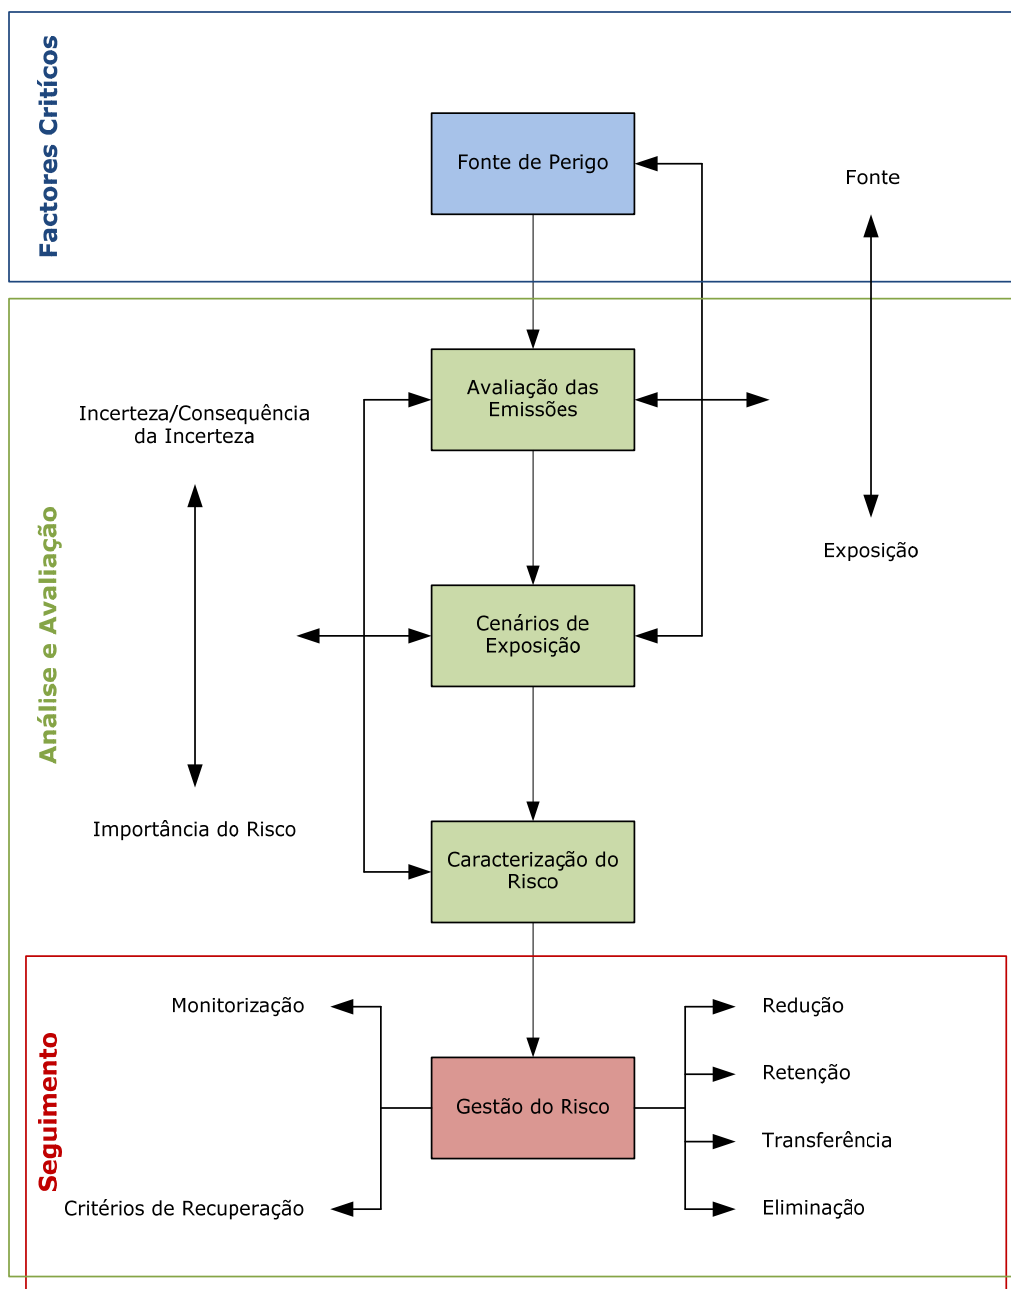 Factores Critícos
Fonte de Perigo
Fonte
Avaliação das
Emissões
Incerteza/Consequência
da Incerteza
Análise e Avaliação
Exposição
Cenários de
Exposição
Importância do Risco
Caracterização do
Risco
Seguimento
Monitorização
Redução
Retenção
Gestão do Risco
Transferência
Critérios de Recuperação
Eliminação